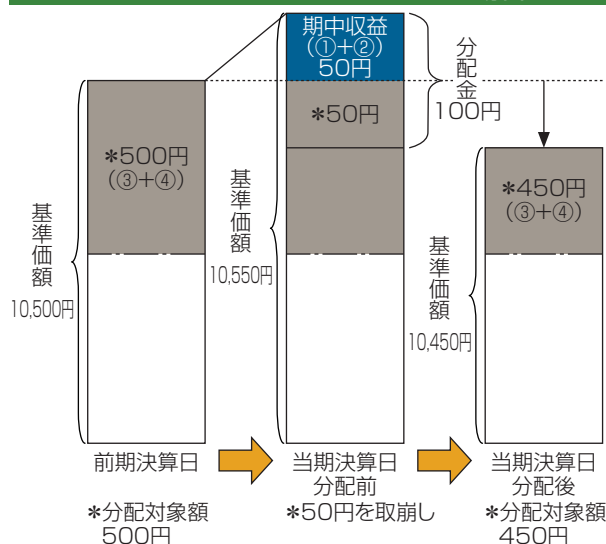 期中収益
(①+②)
50円
分配金
100円
*50円
*500円
(③+④)
*450円
(③+④)
基準価額
10,500円
基準価額
10,550円
基準価額
10,450円
前期決算日
当期決算日
分配前
当期決算日
分配後
*分配対象額
500円
*50円を取崩し
*分配対象額
450円